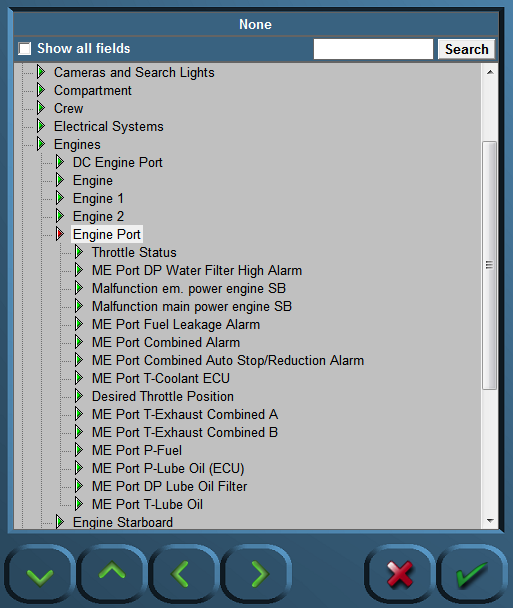 None
Show all fields
Search
Cameras and Search Lights
Compartment
Crew
Electrical Systems
Engines
DC Engine Port
Engine
Engine 1
Engine 2
Engine Port
Throttle Status
ME Port DP Water Filter High Alarm
Malfunction em. power engine SB
Malfunction main power engine SB
ME Port Fuel Leakage Alarm
ME Port Combined Alarm
ME Port Combined Auto Stop/Reduction Alarm
ME Port T-Coolant ECU
Desired Throttle Position
ME Port T-Exhaust Combined A
ME Port T-Exhaust Combined B
ME Port P-Fuel
ME Port P-Lube Oil (ECU)
ME Port DP Lube Oil Filter
ME Port T-Lube Oil
Engine Starboard